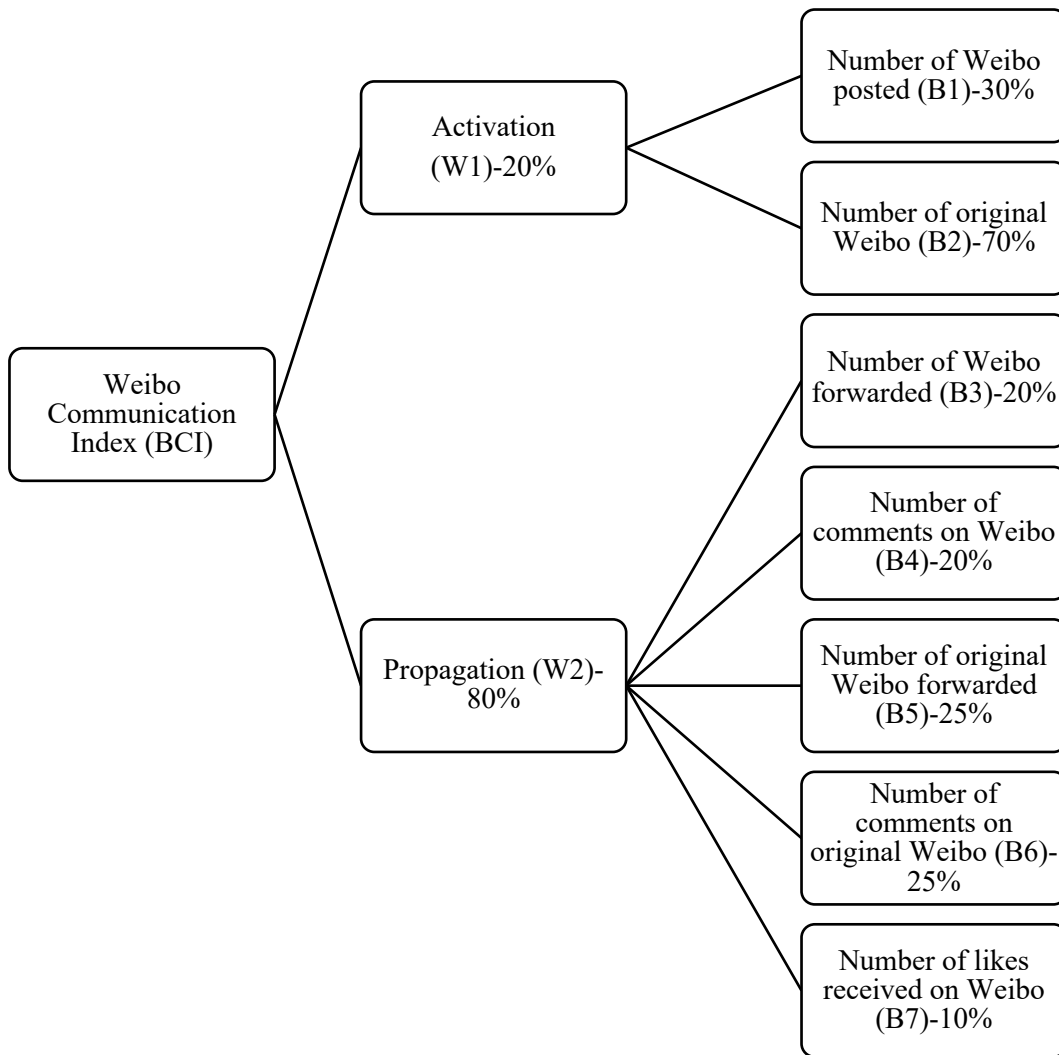 Weibo
Communication
Index (BCI)
Activation
(W1)-20%
Number of Weibo
posted (B1)-30%
Number of original
Weibo (B2)-70%
Propagation (W2)-
80%
Number of Weibo
forwarded (B3)-20%
Number of
comments on Weibo
(B4)-20%
Number of original
Weibo forwarded
(B5)-25%
Number of
comments on
original Weibo (B6)-
25%
Number of likes
received on Weibo
(B7)-10%